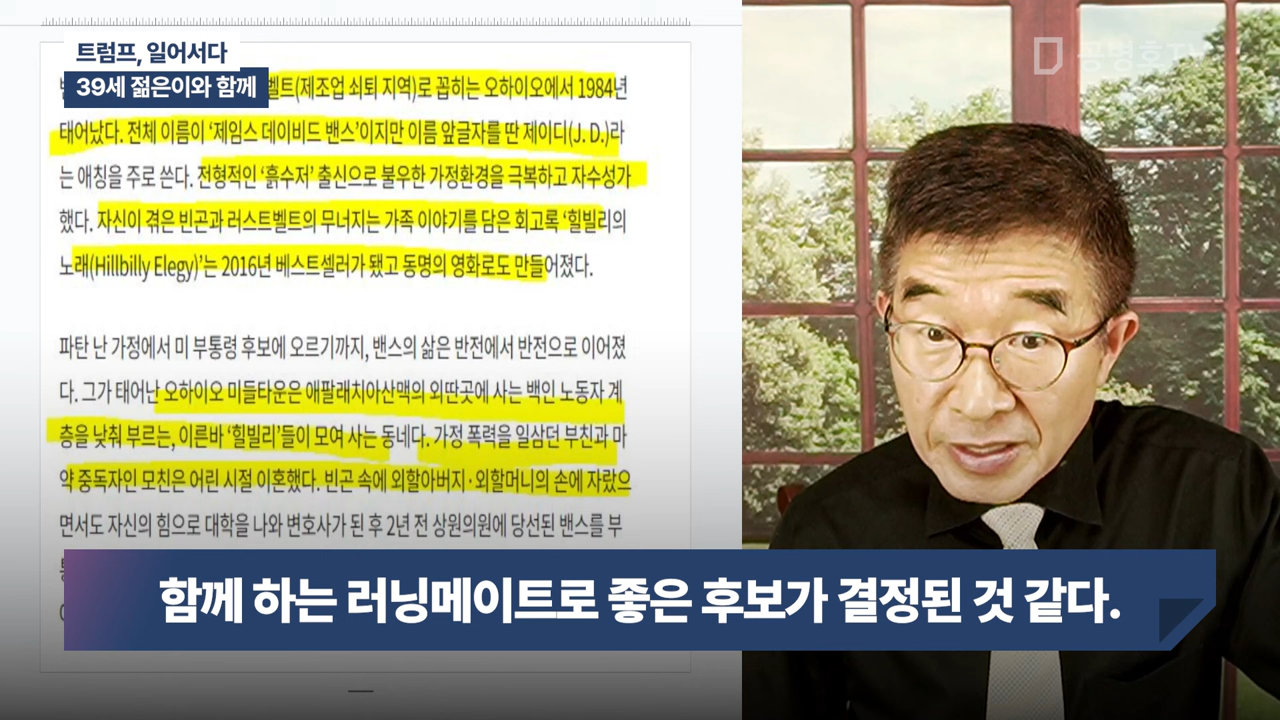 트럼프, 일어서다
39세 젊은이와 함께
공병호TV
벨트(제조업 쇠퇴 지역)로 꼽히는 오하이오에서 1984년
태어났다. 전체 이름이 ‘제임스 데이비드 밴스’이지만 이름 앞글자를 딴 제이디(J. D.)라
는 애칭을 주로 쓴다. 전형적인 ‘흙수저’ 출신으로 불우한 가정환경을 극복하고 자수성가
했다. 자신이 겪은 빈곤과 러스트벨트의 무너지는 가족 이야기를 담은 회고록 ‘힐빌리의
노래(Hillbilly Elegy)’는 2016년 베스트셀러가 됐고 동명의 영화로도 만들어졌다.
파탄 난 가정에서 미 부통령 후보에 오르기까지, 밴스의 삶은 반전에서 반전으로 이어졌
다. 그가 태어난 오하이오 미들타운은 애팔래치아산맥의 외딴곳에 사는 백인 노동자 계
층을 낮춰 부르는, 이른바 ‘힐빌리’들이 모여 사는 동네다. 가정 폭력을 일삼던 부친과 마
약 중독자인 모친은 어린 시절 이혼했다. 빈곤 속에 외할아버지·외할머니의 손에 자랐으
면서도 자신의 힘으로 대학을 나와 변호사가 된 후 2년 전 상원의원에 당선된 밴스를 부
함께 하는 러닝메이트로 좋은 후보가 결정된 것 같다.